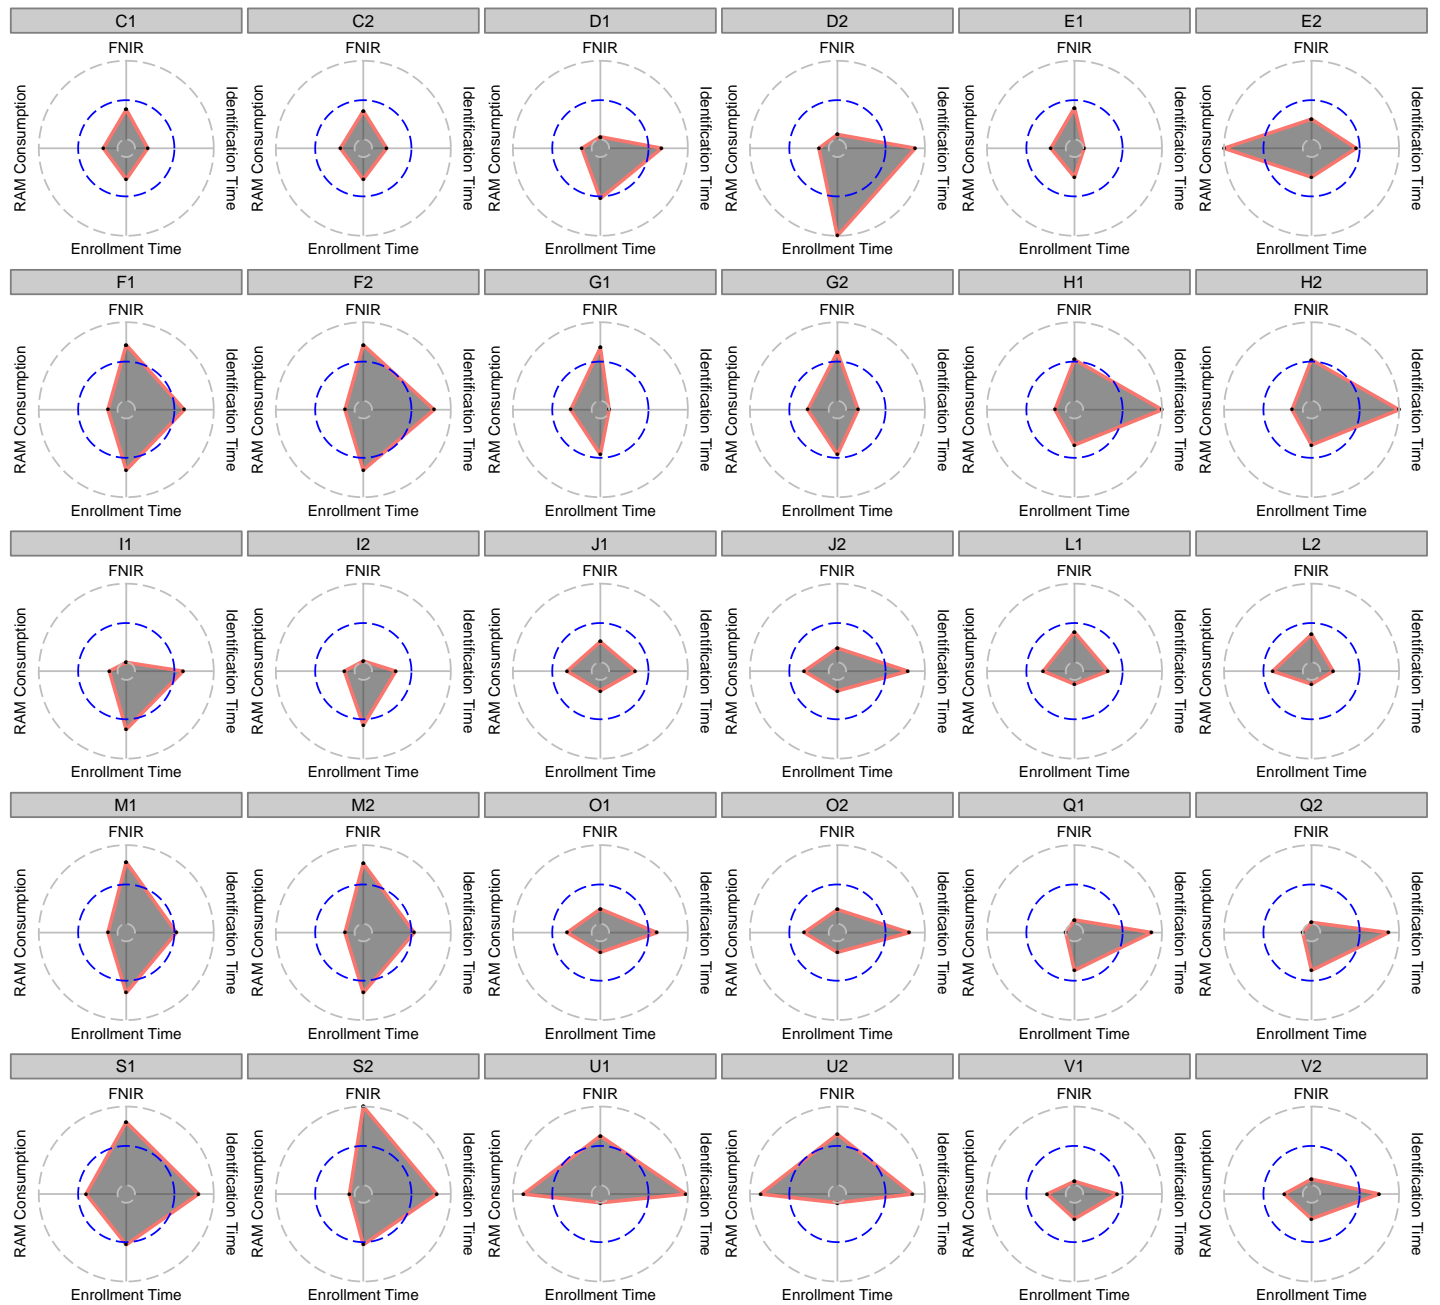 C1 C2 D1 D2 E1 E2
FNIR FNIR FNIR FNIR FNIR FNIR
RAM Consumption Identification Time RAM Consumption Identification Time RAM Consumption Identification Time RAM Consumption Identification Time RAM Consumption Identification Time RAM Consumption Identification Time
Enrollment Time Enrollment Time Enrollment Time Enrollment Time Enrollment Time Enrollment Time
F1 F2 G1 G2 H1 H2
FNIR FNIR FNIR FNIR FNIR FNIR
RAM Consumption Identification Time RAM Consumption Identification Time RAM Consumption Identification Time RAM Consumption Identification Time RAM Consumption Identification Time RAM Consumption Identification Time
Enrollment Time Enrollment Time Enrollment Time Enrollment Time Enrollment Time Enrollment Time
I1 I2 J1 J2 L1 L2
FNIR FNIR FNIR FNIR FNIR FNIR
RAM Consumption Identification Time RAM Consumption Identification Time RAM Consumption Identification Time RAM Consumption Identification Time RAM Consumption Identification Time RAM Consumption Identification Time
Enrollment Time Enrollment Time Enrollment Time Enrollment Time Enrollment Time Enrollment Time
M1 M2 O1 O2 Q1 Q2
FNIR FNIR FNIR FNIR FNIR FNIR
RAM Consumption Identification Time RAM Consumption Identification Time RAM Consumption Identification Time RAM Consumption Identification Time RAM Consumption Identification Time RAM Consumption Identification Time
Enrollment Time Enrollment Time Enrollment Time Enrollment Time Enrollment Time Enrollment Time
S1 S2 U1 U2 V1 V2
FNIR FNIR FNIR FNIR FNIR FNIR
RAM Consumption Identification Time RAM Consumption Identification Time RAM Consumption Identification Time RAM Consumption Identification Time RAM Consumption Identification Time RAM Consumption Identification Time
Enrollment Time Enrollment Time Enrollment Time Enrollment Time Enrollment Time Enrollment Time